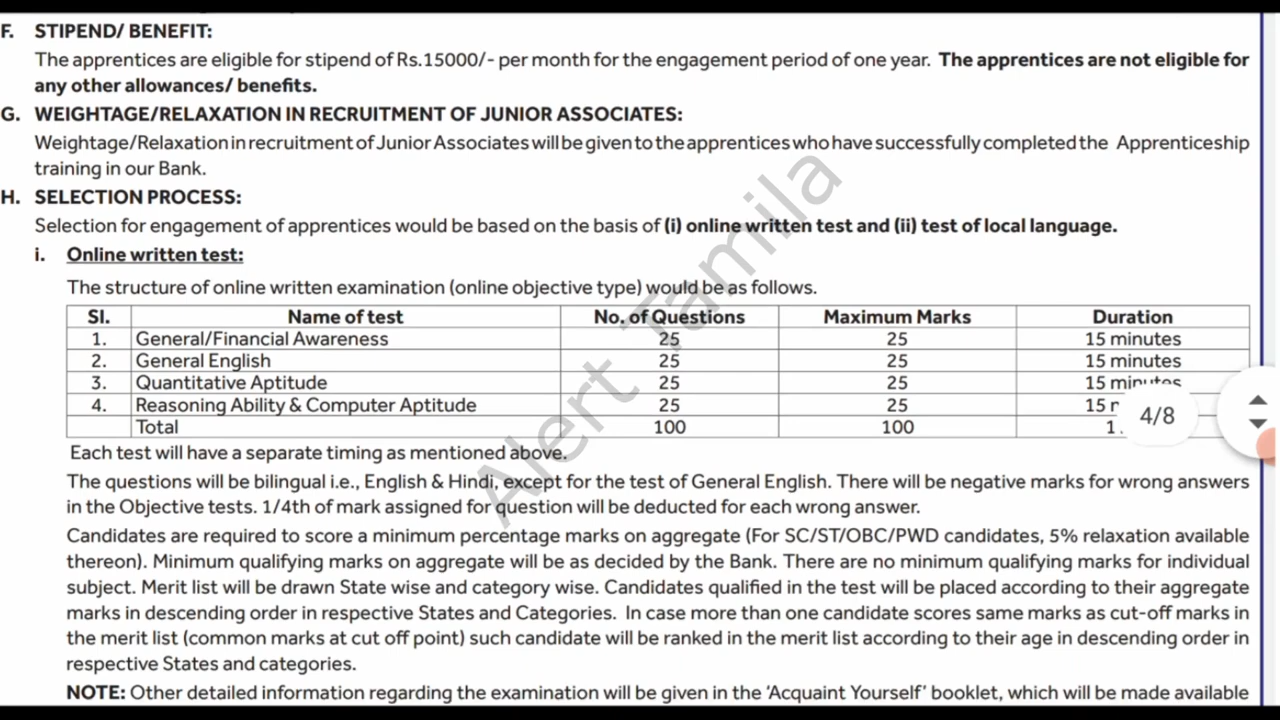 F. STIPEND/ BENEFIT:
The apprentices are eligible for stipend of Rs.15000/- per month for the engagement period of one year. The apprentices are not eligible for
any other allowances/ benefits.
G. WEIGHTAGE/RELAXATION IN RECRUITMENT OF JUNIOR ASSOCIATES:
Weightage/Relaxation in recruitment of Junior Associates will be given to the apprentices who have successfully completed the Apprenticeship
training in our Bank.
H. SELECTION PROCESS:
Selection for engagement of apprentices would be based on the basis of (i) online written test and (ii) test of local language.
i. Online written test:
The structure of online written examination (online objective type) would be as follows.
Sl. Name of test No. of Questions Maximum Marks Duration
1. General/Financial Awareness 25 25 15 minutes
2. General English 25 25 15 minutes
3. Quantitative Aptitude 25 25 15 minutes
4. Reasoning Ability & Computer Aptitude 25 25 15
Total 100 100 1
4/8
Each test will have a separate timing as mentioned above.
The questions will be bilingual i.e., English & Hindi, except for the test of General English. There will be negative marks for wrong answers
in the Objective tests. 1/4th of mark assigned for question will be deducted for each wrong answer.
Candidates are required to score a minimum percentage marks on aggregate (For SC/ST/OBC/PWD candidates, 5% relaxation available
thereon). Minimum qualifying marks on aggregate will be as decided by the Bank. There are no minimum qualifying marks for individual
subject. Merit list will be drawn State wise and category wise. Candidates qualified in the test will be placed according to their aggregate
marks in descending order in respective States and Categories. In case more than one candidate scores same marks as cut-off marks in
the merit list (common marks at cut off point) such candidate will be ranked in the merit list according to their age in descending order in
respective States and categories.
NOTE: Other detailed information regarding the examination will be given in the 'Acquaint Yourself' booklet, which will be made available
Alert Tamilla